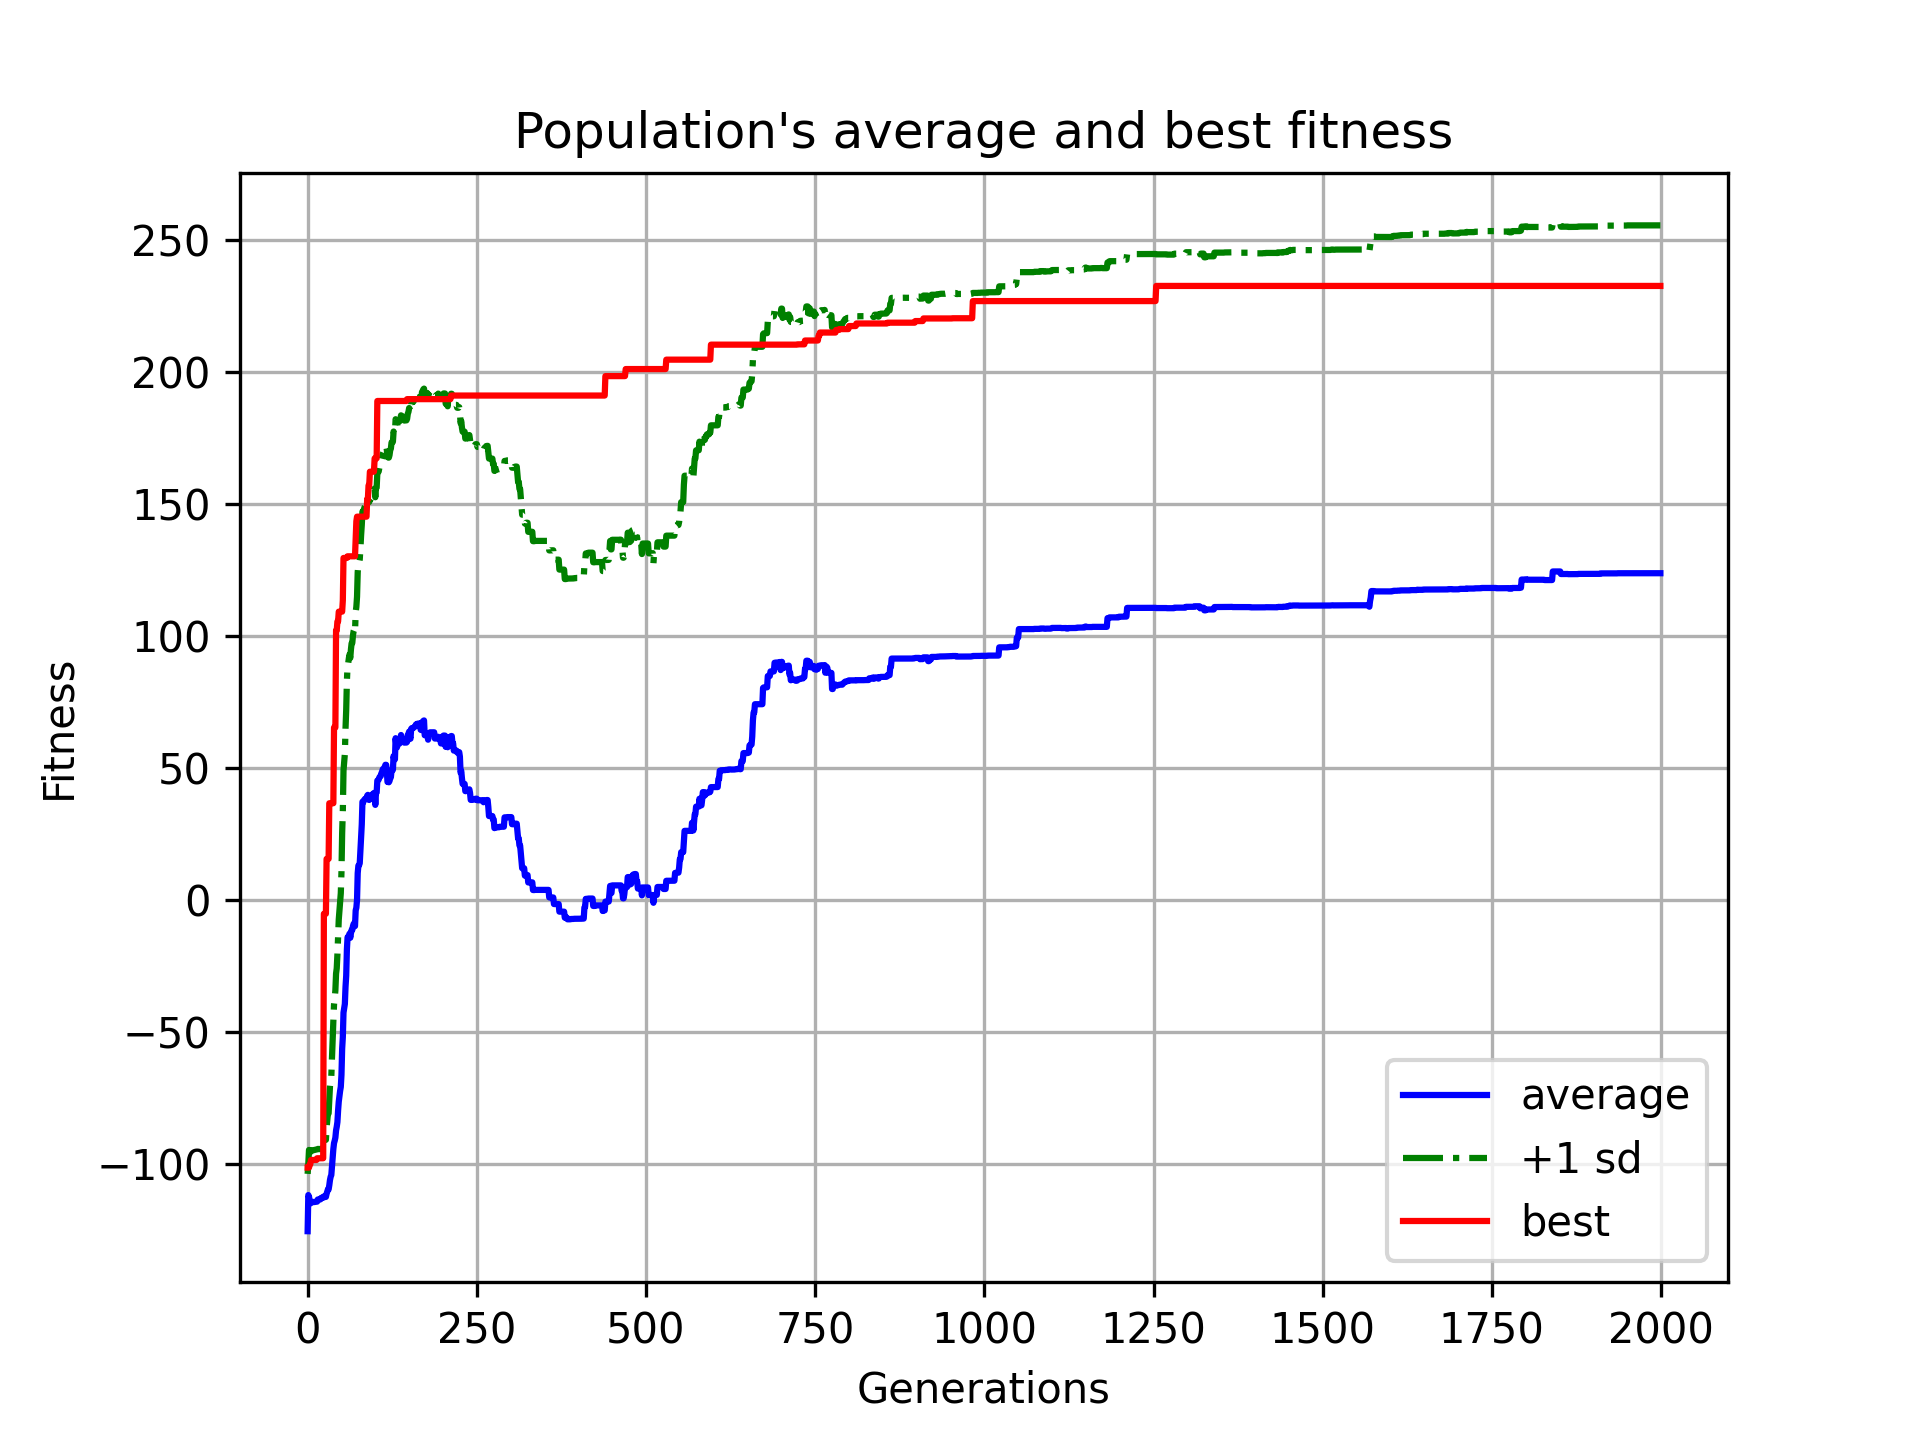 Population's average and best fitness
Fitness
250
200
150
100
50
0
−50
−100
0 250 500 750 1000 1250 1500 1750 2000
Generations
average
+1 sd
best